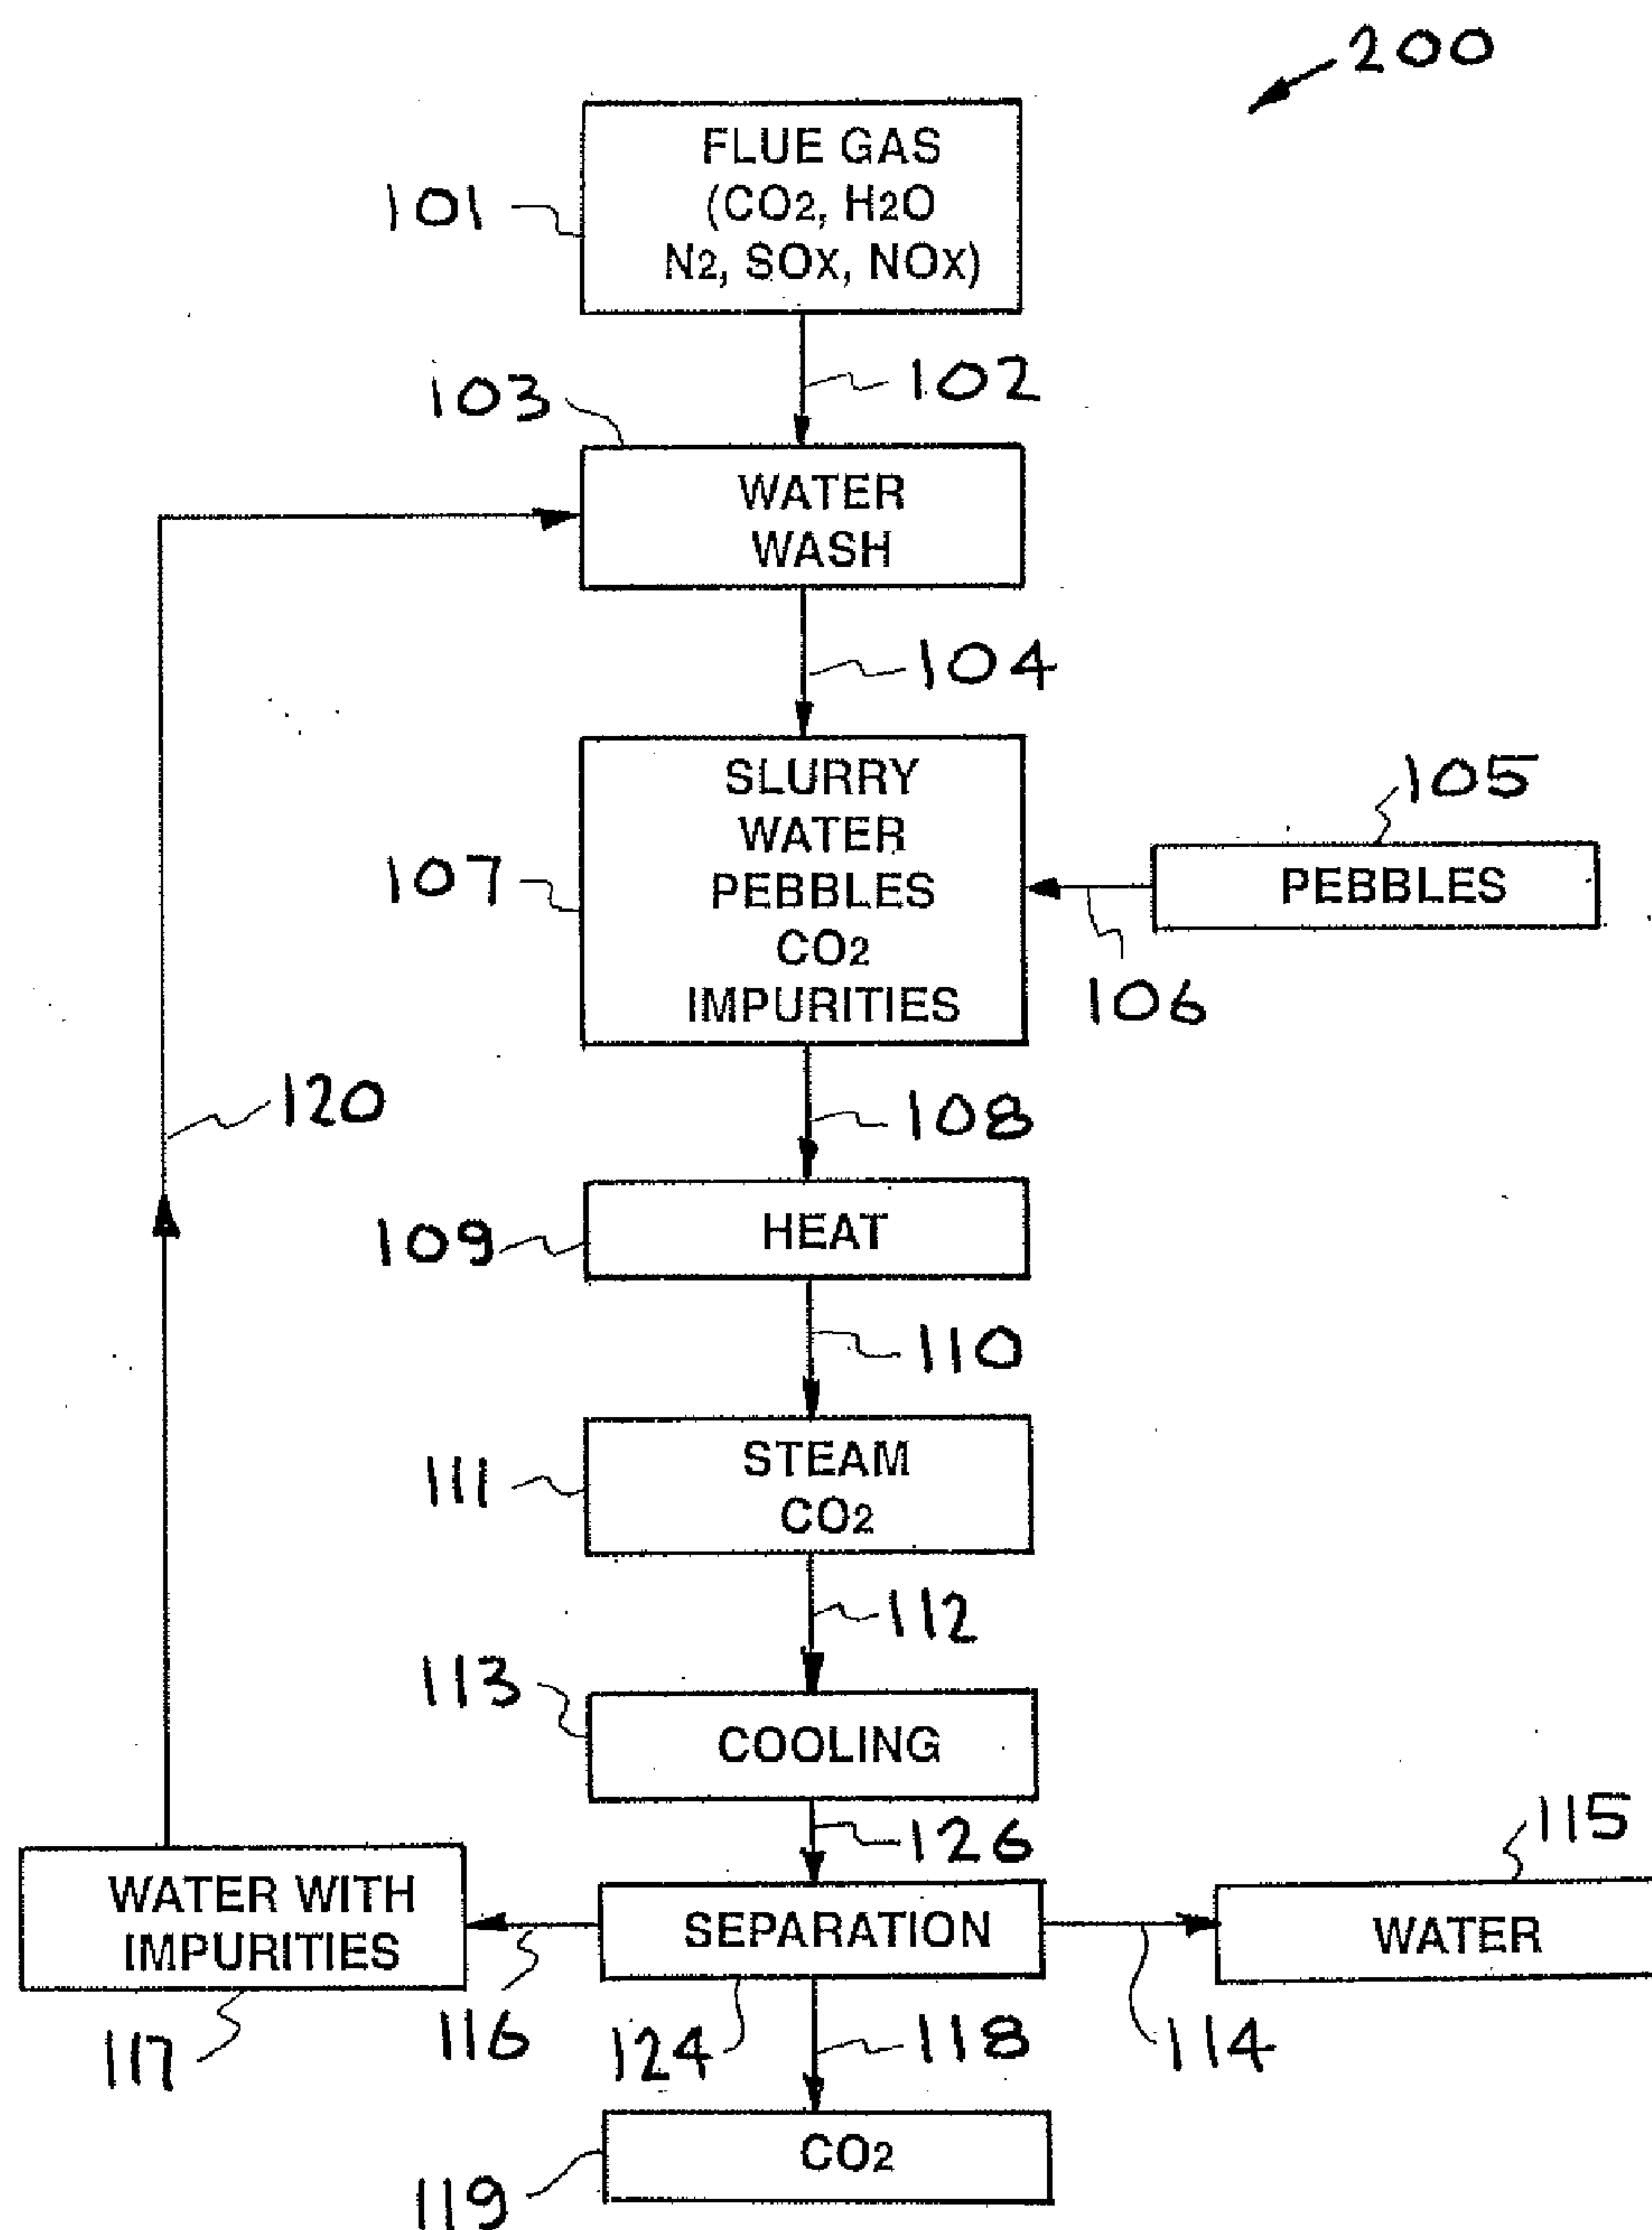 200
FLUE GAS
(CO2, H2O
N2, SOX, NOX)
101
102
103
WATER
WASH
104
SLURRY
WATER
PEBBLES
CO2
IMPURITIES
107
105
PEBBLES
106
120
108
HEAT
109
110
STEAM
CO2
111
112
113
COOLING
126
115
WATER WITH
IMPURITIES
SEPARATION
WATER
117
116
124
118
114
CO2
119